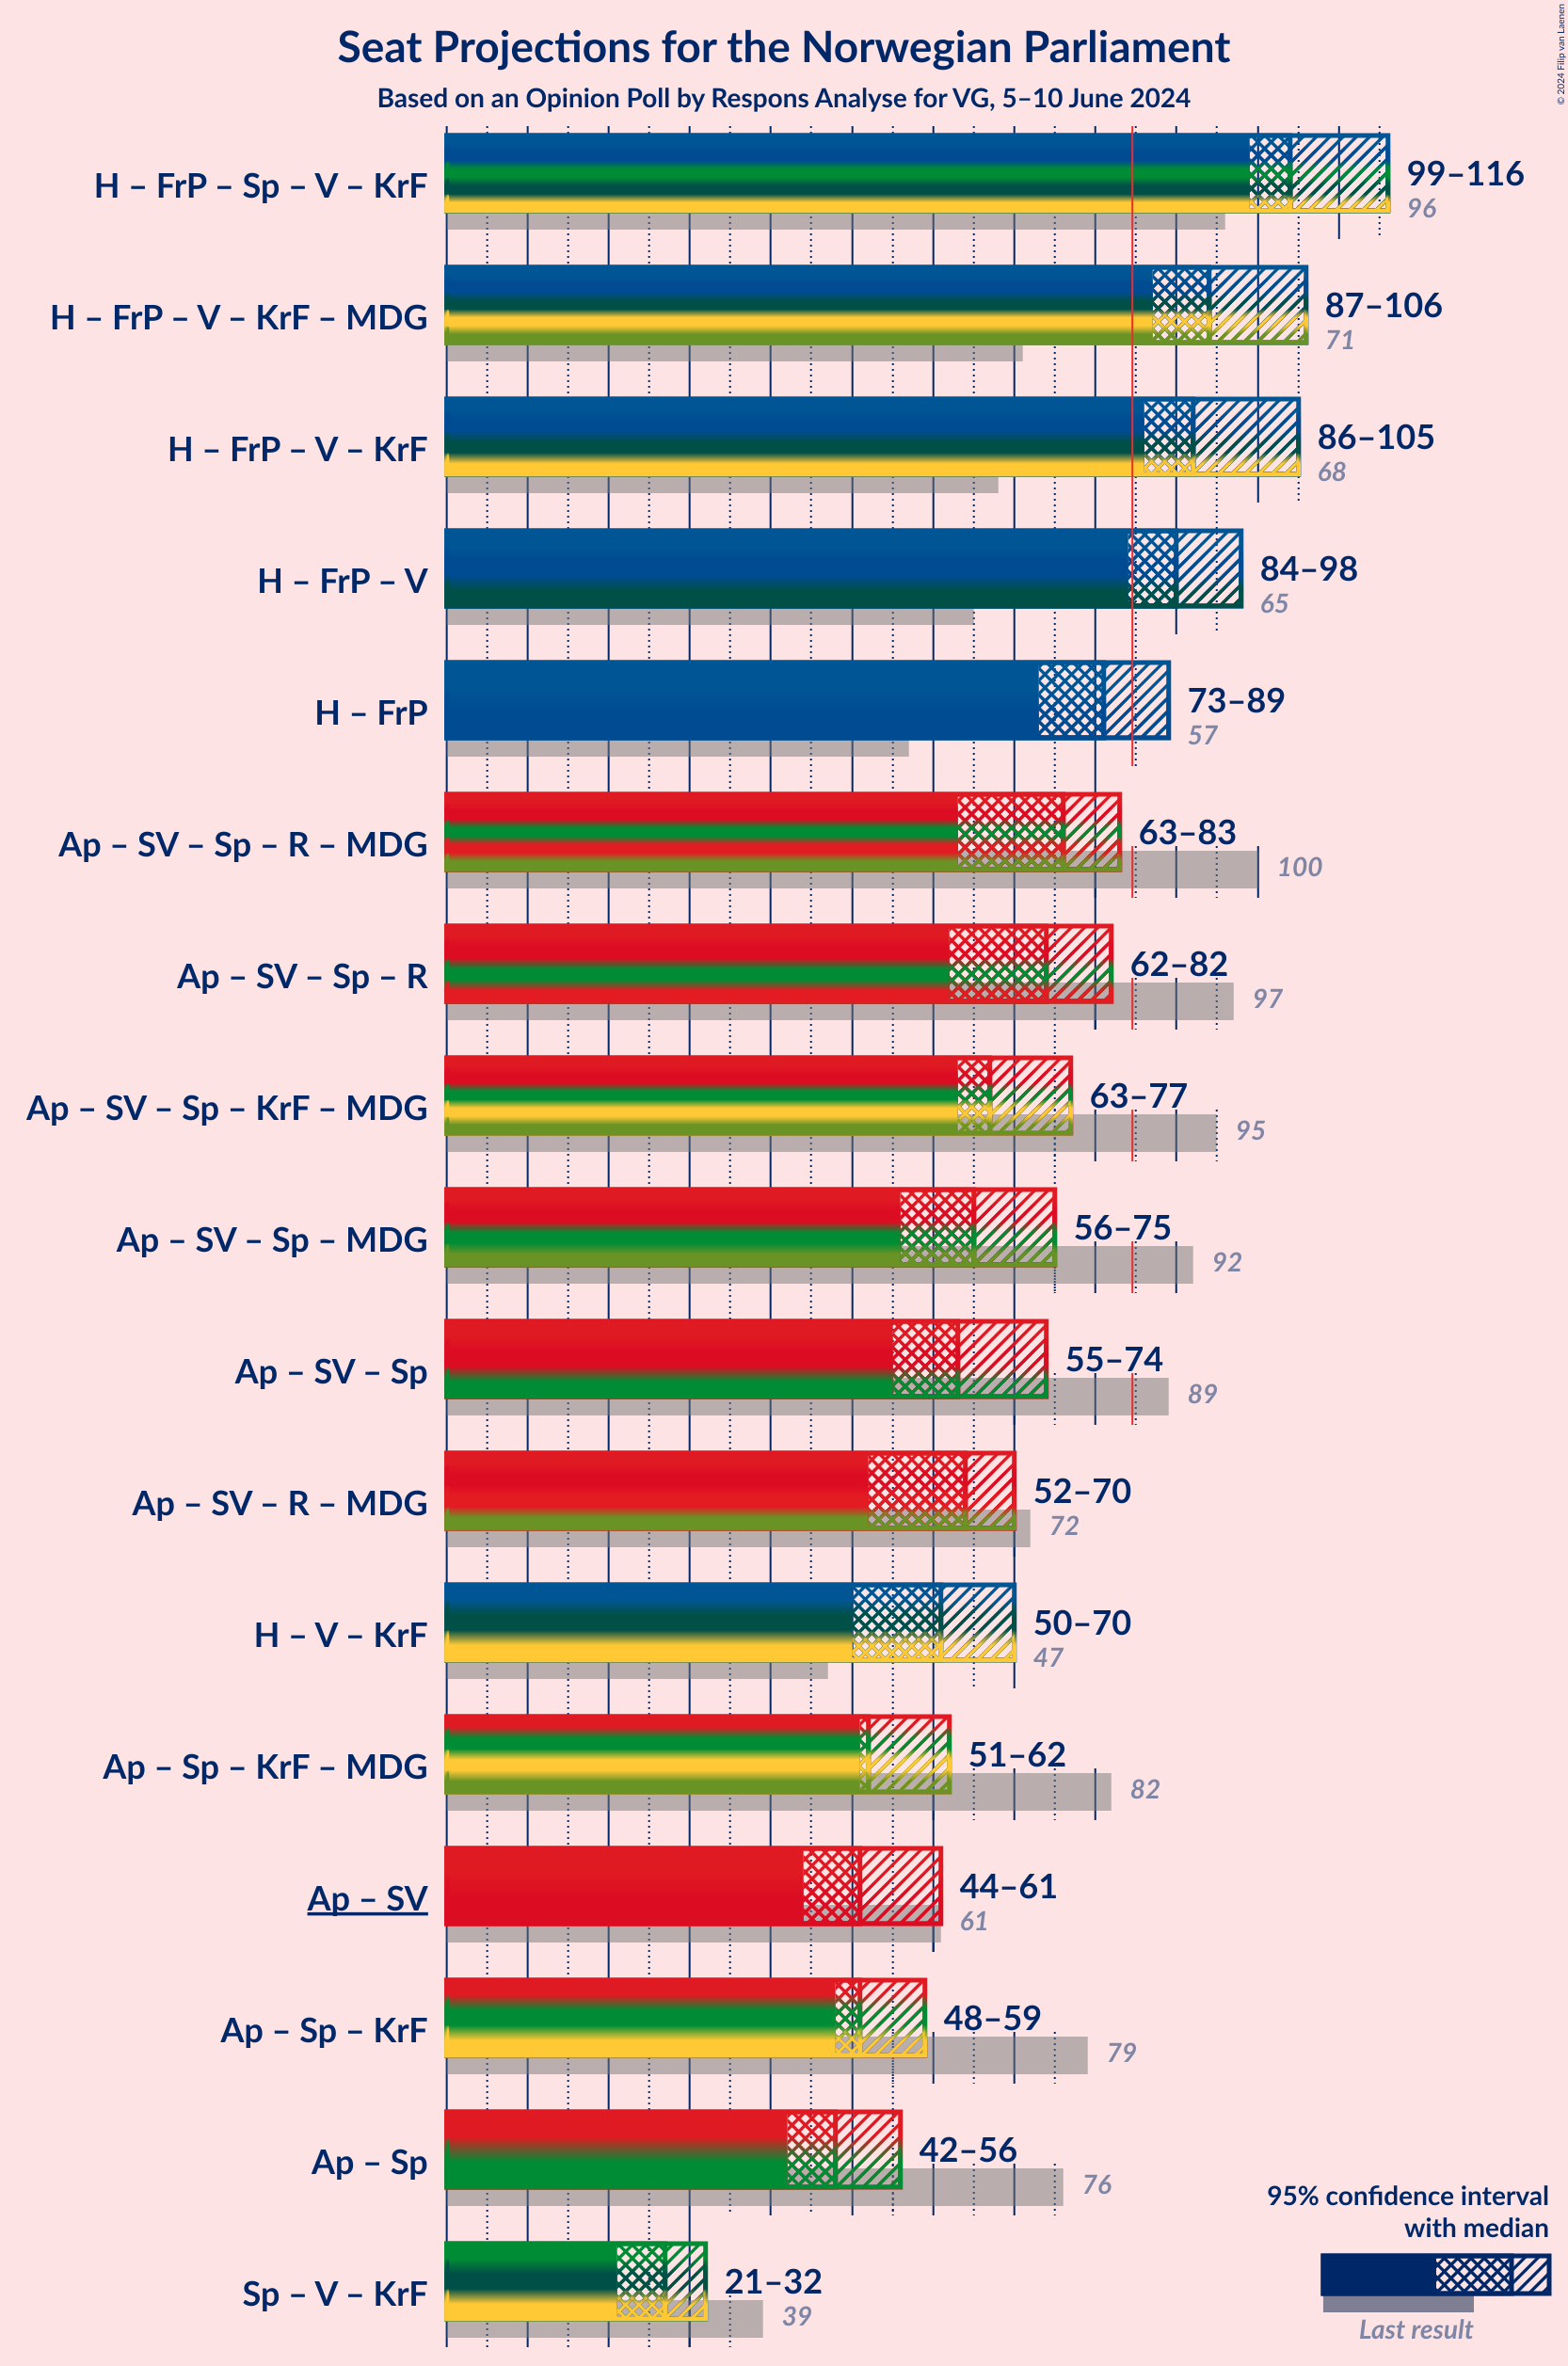 Seat Projections for the Norwegian Parliament
Based on an Opinion Poll by Respons Analyse for VG, 5–10 June 2024
© 2024 Filip van Laenen
H – FrP – Sp – V – KrF
99–116
96
H – FrP – V – KrF – MDG
87–106
71
H – FrP – V – KrF
86–105
68
H – FrP – V
84–98
65
H – FrP
73–89
57
Ap – SV – Sp – R – MDG
63–83
100
Ap – SV – Sp – R
62–82
97
Ap – SV – Sp – KrF – MDG
63–77
95
Ap – SV – Sp – MDG
56–75
92
Ap – SV – Sp
55–74
89
Ap – SV – R – MDG
52–70
72
H – V – KrF
50–70
47
Ap – Sp – KrF – MDG
51–62
82
Ap – SV
44–61
61
Ap – Sp – KrF
48–59
79
Ap – Sp
42–56
76
Sp – V – KrF
21–32
39
95% confidence interval
with median
Last result